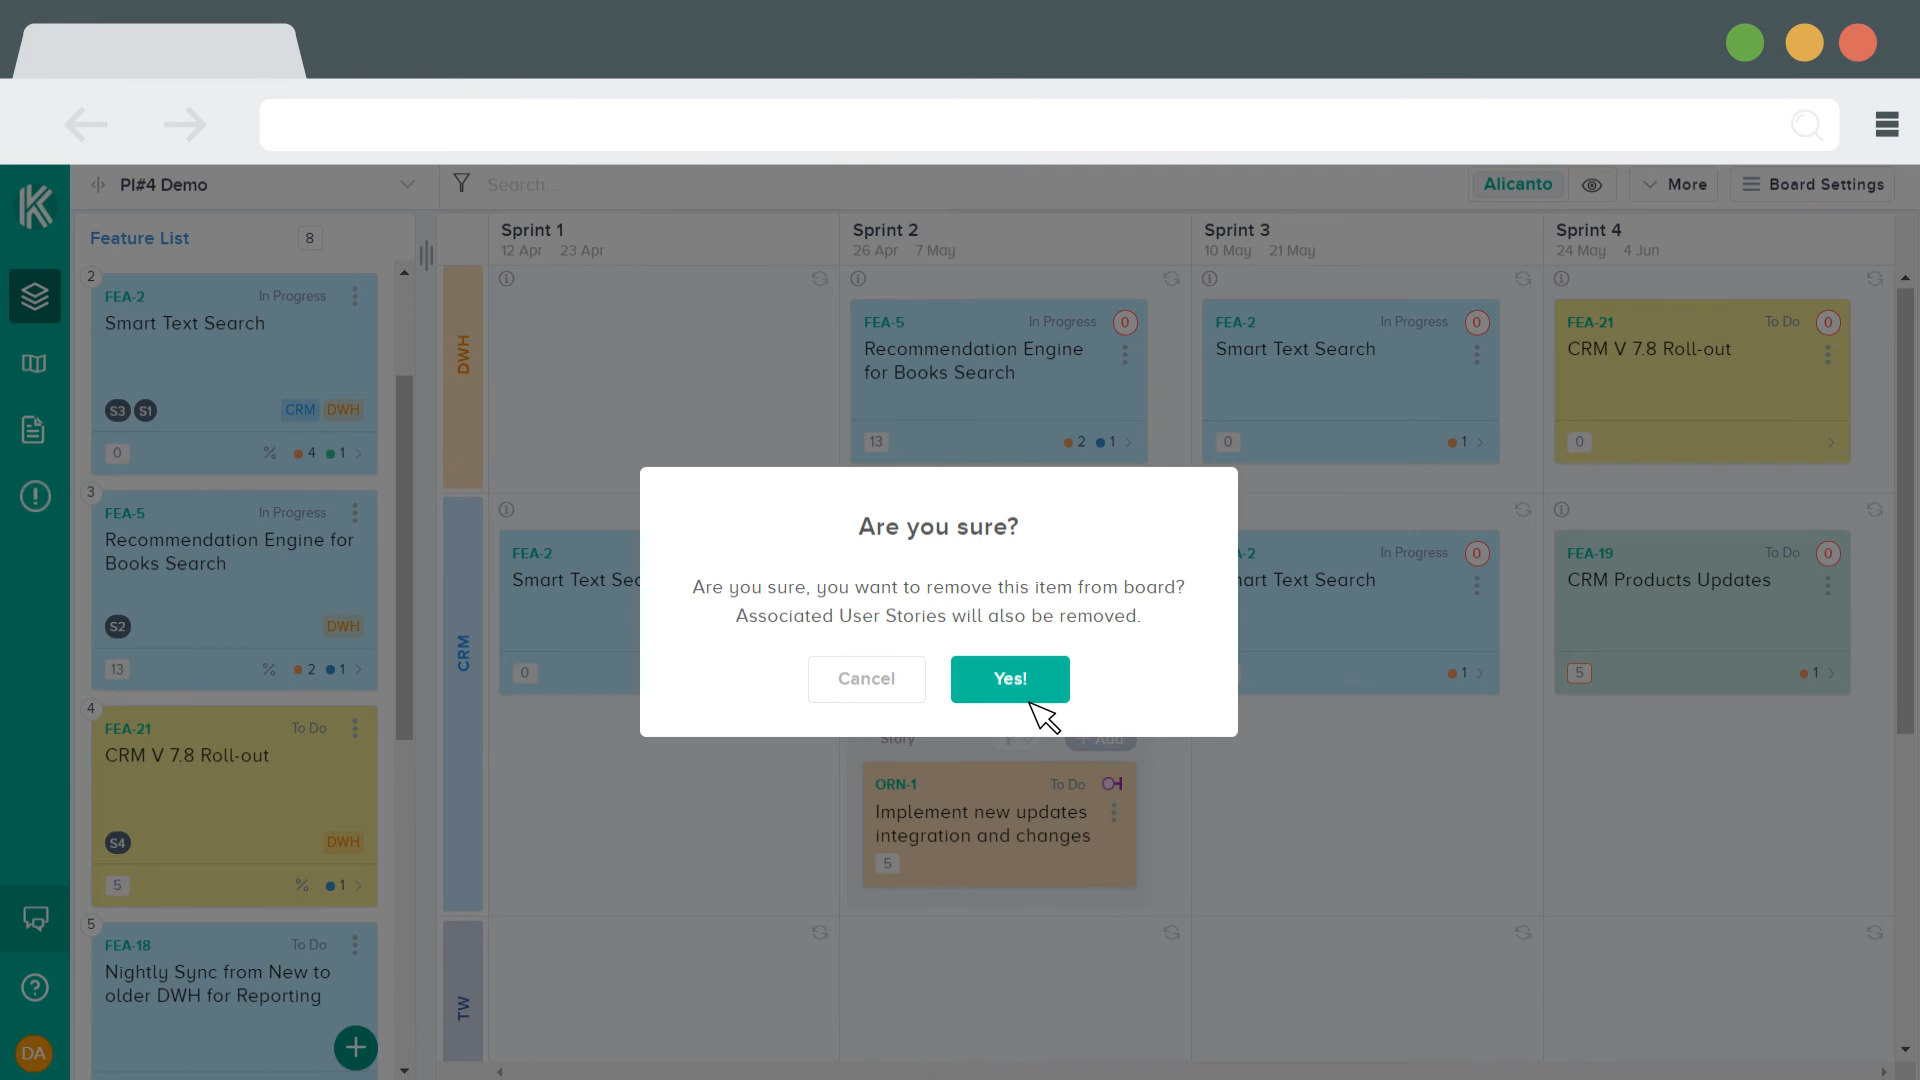 PI#4 Demo
Search...
Alicanto
More
Board Settings
Feature List
8
Sprint 1
12 Apr 23 Apr
Sprint 2
26 Apr 7 May
Sprint 3
10 May 21 May
Sprint 4
24 May 4 Jun
2
FEA-2 In Progress
Smart Text Search
S3 S1 CRM DWH
0 % 4 1
3
FEA-5 In Progress
Recommendation Engine for
Books Search
S2 DWH
13 % 2 1
4
FEA-21 To Do
CRM V 7.8 Roll-out
S4 DWH
5 % 1
5
FEA-18 To Do
Nightly Sync from New to
older DWH for Reporting
DA
DWH
FEA-5 In Progress 0
Recommendation Engine
for Books Search
13 2 1
FEA-2 In Progress 0
Smart Text Search
0 1
FEA-21 To Do 0
CRM V 7.8 Roll-out
0
CRM
FEA-2
Smart Text Sea
0
A-2 In Progress 0
art Text Search
1
FEA-19 To Do 0
CRM Products Updates
5 1
Are you sure?
Are you sure, you want to remove this item from board?
Associated User Stories will also be removed.
Cancel
Yes!
Story + Add
ORN-1 To Do
Implement new updates
integration and changes
5
TW